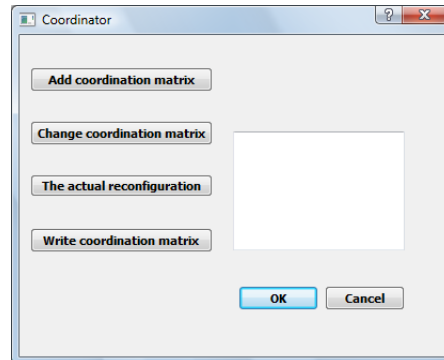 Coordinator
Add coordination matrix
Change coordination matrix
The actual reconfiguration
Write coordination matrix
OK
Cancel